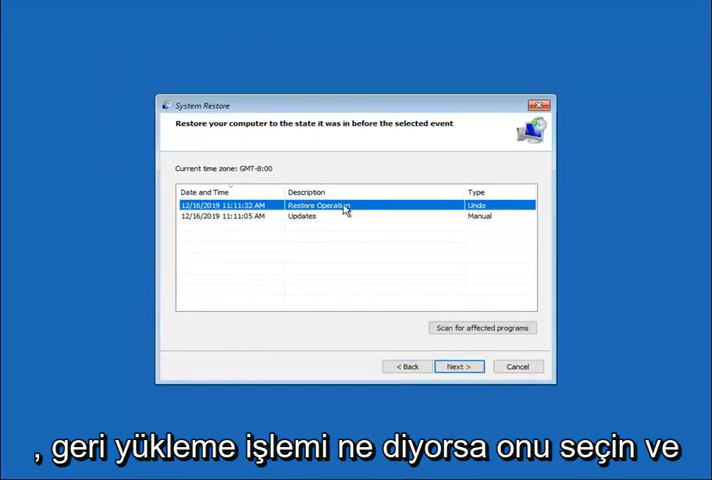 System Restore
Restore your computer to the state it was in before the selected event
Current time zone: GMT-8:00
Date and Time Description Type
12/16/2019 11:11:32 AM Restore Operation Undo
12/16/2019 11:11:05 AM Updates Manual
Scan for affected programs
< Back Next > Cancel
, geri yükleme işlemi ne diyorsa onu seçin ve